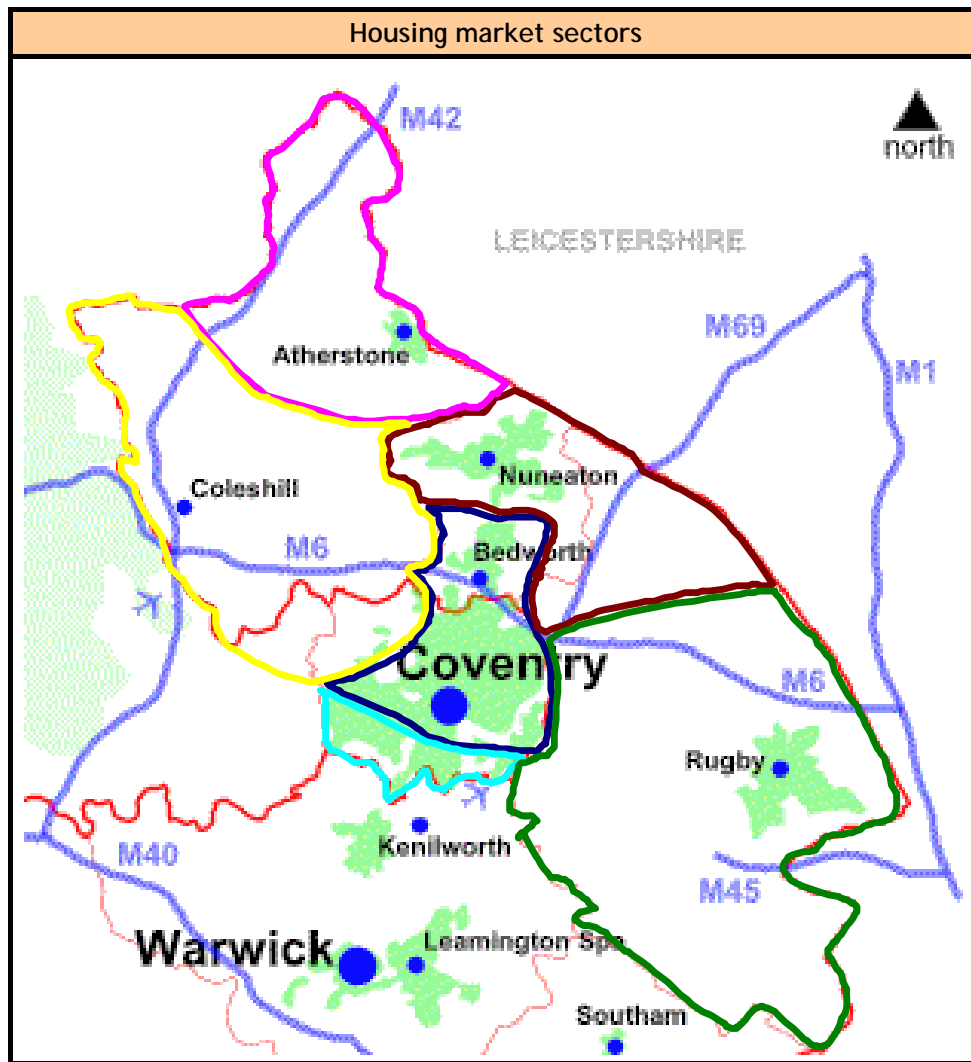 Housing market sectors
M42
north
LEICESTERSHIRE
M69
Atherstone
M1
Nuneaton
Coleshill
M6
Bedworth
Coventry
M6
Rugby
Kenilworth
M40
M45
Warwick
Leamington Spa
Southam